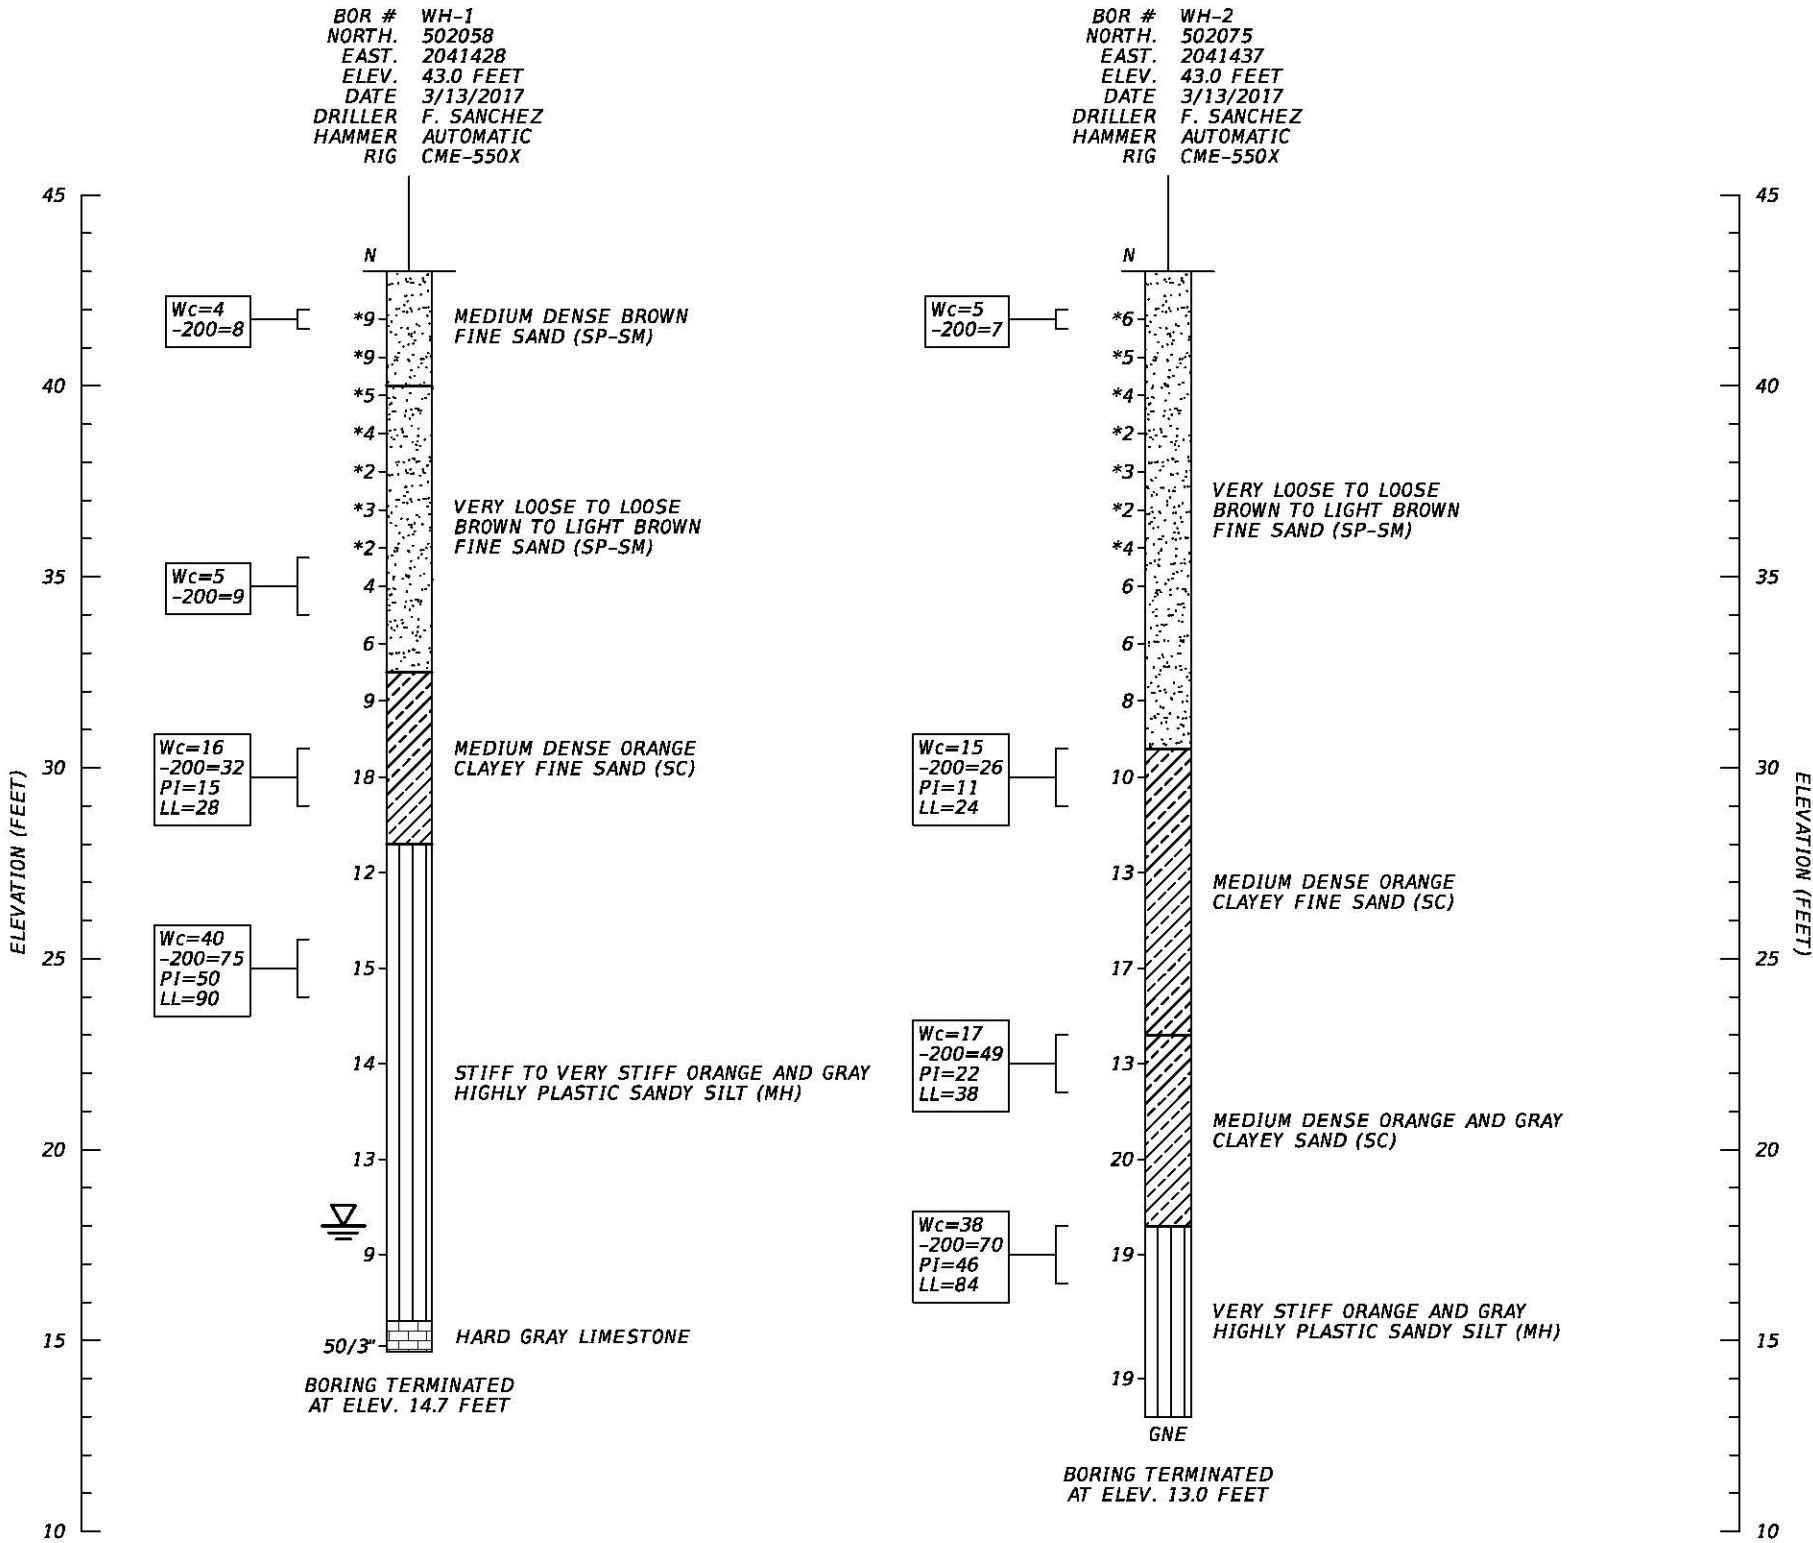 BOR # WH-1
NORTH. 502058
EAST. 2041428
ELEV. 43.0 FEET
DATE 3/13/2017
DRILLER F. SANCHEZ
HAMMER AUTOMATIC
RIG CME-550X
BOR # WH-2
NORTH. 502075
EAST. 2041437
ELEV. 43.0 FEET
DATE 3/13/2017
DRILLER F. SANCHEZ
HAMMER AUTOMATIC
RIG CME-550X
ELEVATION (FEET)
45
40
35
30
25
20
15
10
N
Wc=4
-200=8
Wc=5
-200=9
Wc=16
-200=32
PI=15
LL=28
Wc=40
-200=75
PI=50
LL=90
*9
*9
*5
*4
*2
*3
*2
4
6
9
18
12
15
14
13
9
50/3"
MEDIUM DENSE BROWN
FINE SAND (SP-SM)
VERY LOOSE TO LOOSE
BROWN TO LIGHT BROWN
FINE SAND (SP-SM)
MEDIUM DENSE ORANGE
CLAYEY FINE SAND (SC)
STIFF TO VERY STIFF ORANGE AND GRAY
HIGHLY PLASTIC SANDY SILT (MH)
HARD GRAY LIMESTONE
BORING TERMINATED
AT ELEV. 14.7 FEET
N
Wc=5
-200=7
Wc=15
-200=26
PI=11
LL=24
Wc=17
-200=49
PI=22
LL=38
Wc=38
-200=70
PI=46
LL=84
*6
*5
*4
*2
*3
*2
*4
6
6
8
10
13
17
13
20
19
19
VERY LOOSE TO LOOSE
BROWN TO LIGHT BROWN
FINE SAND (SP-SM)
MEDIUM DENSE ORANGE
CLAYEY FINE SAND (SC)
MEDIUM DENSE ORANGE AND GRAY
CLAYEY SAND (SC)
VERY STIFF ORANGE AND GRAY
HIGHLY PLASTIC SANDY SILT (MH)
GNE
BORING TERMINATED
AT ELEV. 13.0 FEET
45
40
35
30
25
20
15
10
ELEVATION (FEET)